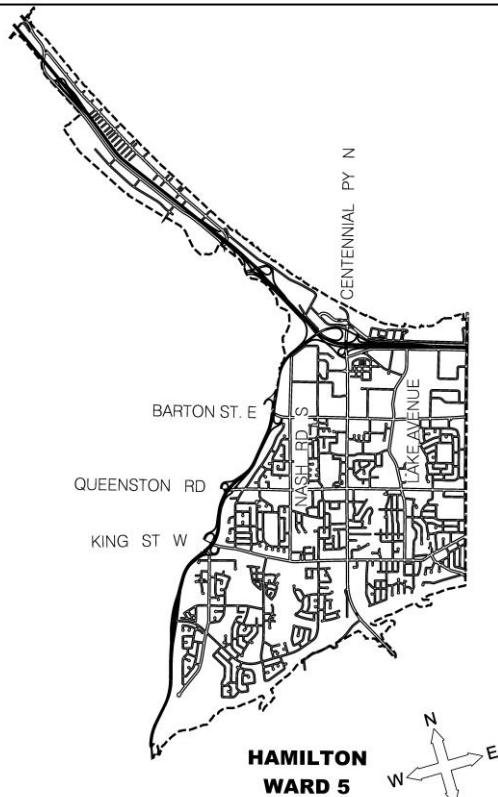 CENTENNIAL PY N
BARTON ST. E
NASH RD S
LAKE AVENUE
QUEENSTON RD
KING ST W
HAMILTON
WARD 5
N
W
E